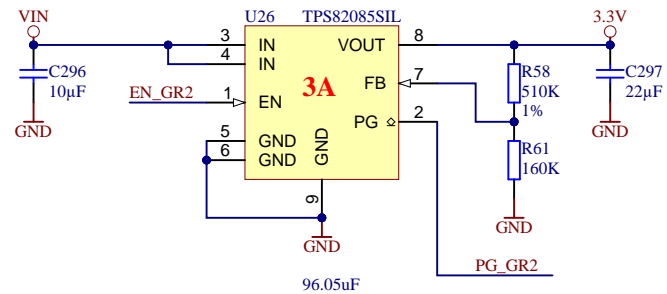 VIN
U26 TPS82085SIL
3.3V
3 IN VOUT 8
4 IN
C296
10µF
GND
R58
510K
1%
C297
22µF
GND
3A
FB 7
EN_GR2 1 EN
PG 2
5 GND
6 GND
GND
9
R61
160K
GND
GND
PG_GR2
96.05uF